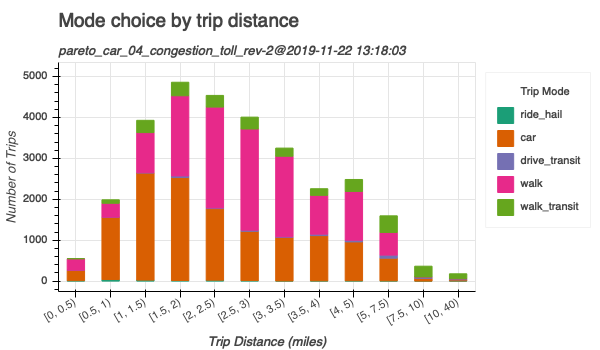 Mode choice by trip distance
pareto_car_04_congestion_toll_rev-2@2019-11-22 13:18:03
Number of Trips
5000
4000
3000
2000
1000
0
[0, 0.5)
[0.5, 1)
[1, 1.5)
[1.5, 2)
[2, 2.5)
[2.5, 3)
[3, 3.5)
[3.5, 4)
[4, 5)
[5, 7.5)
[7.5, 10)
[10, 40)
Trip Distance (miles)
Trip Mode
ride_hail
car
drive_transit
walk
walk_transit